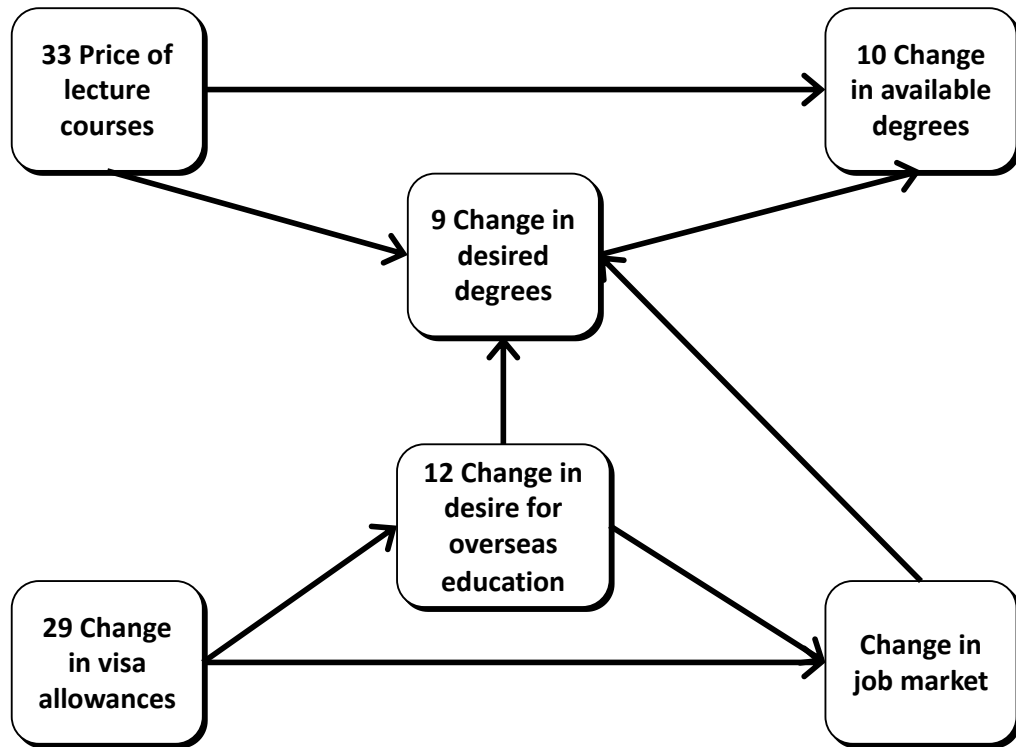 33 Price of
lecture
courses
10 Change
in available
degrees
9 Change in
desired
degrees
12 Change in
desire for
overseas
education
29 Change
in visa
allowances
Change in
job market